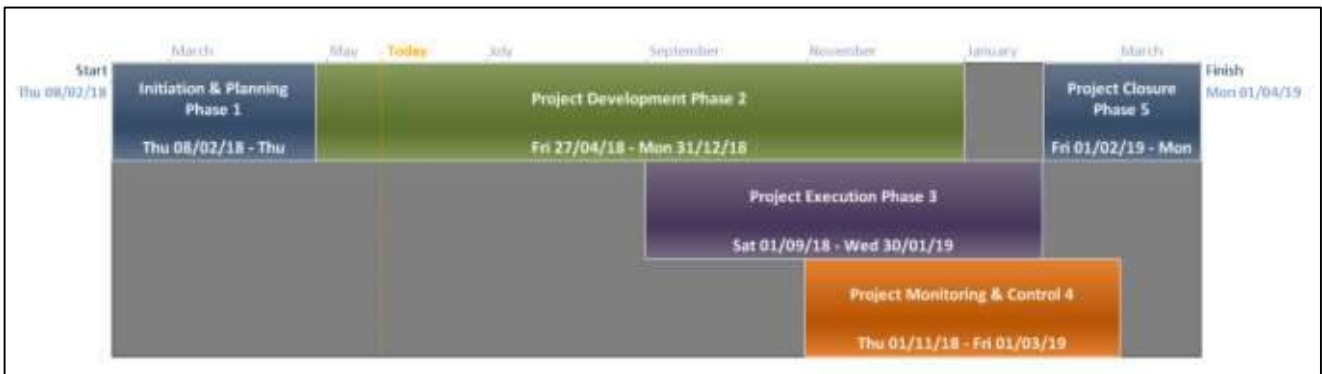 March May Today July September November January March
Start
Thu 08/02/18
Initiation & Planning
Phase 1
Thu 08/02/18 - Thu
Project Development Phase 2
Fri 27/04/18 - Mon 31/12/18
Project Closure
Phase 5
Fri 01/02/19 - Mon
Finish
Mon 01/04/19
Project Execution Phase 3
Sat 01/09/18 - Wed 30/01/19
Project Monitoring & Control 4
Thu 01/11/18 - Fri 01/03/19